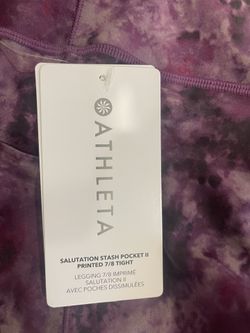 ATHLETA
SALUTATION STASH POCKET II
PRINTED 7/8 TIGHT
LEGGING 7/8 IMPRIMÉ
SALUTATION II
AVEC POCHES DISSIMULÉES